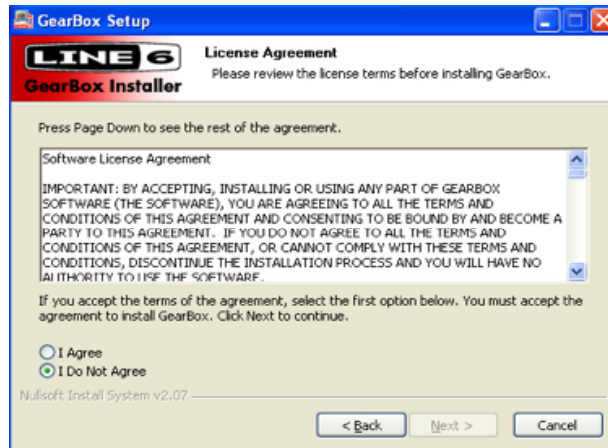 GearBox Setup
LINE 6
GearBox Installer
License Agreement
Please review the license terms before installing GearBox.
Press Page Down to see the rest of the agreement.
Software License Agreement
IMPORTANT: BY ACCEPTING, INSTALLING OR USING ANY PART OF GEARBOX
SOFTWARE (THE SOFTWARE), YOU ARE AGREEING TO ALL THE TERMS AND
CONDITIONS OF THIS AGREEMENT AND CONSENTING TO BE BOUND BY AND BECOME A
PARTY TO THIS AGREEMENT. IF YOU DO NOT AGREE TO ALL THE TERMS AND
CONDITIONS OF THIS AGREEMENT, OR CANNOT COMPLY WITH THESE TERMS AND
CONDITIONS, DISCONTINUE THE INSTALLATION PROCESS AND YOU WILL HAVE NO
AUTHORITY TO USE THE SOFTWARE.
If you accept the terms of the agreement, select the first option below. You must accept the
agreement to install GearBox. Click Next to continue.
I Agree
I Do Not Agree
Nullsoft Install System v2.07
< Back
Next >
Cancel